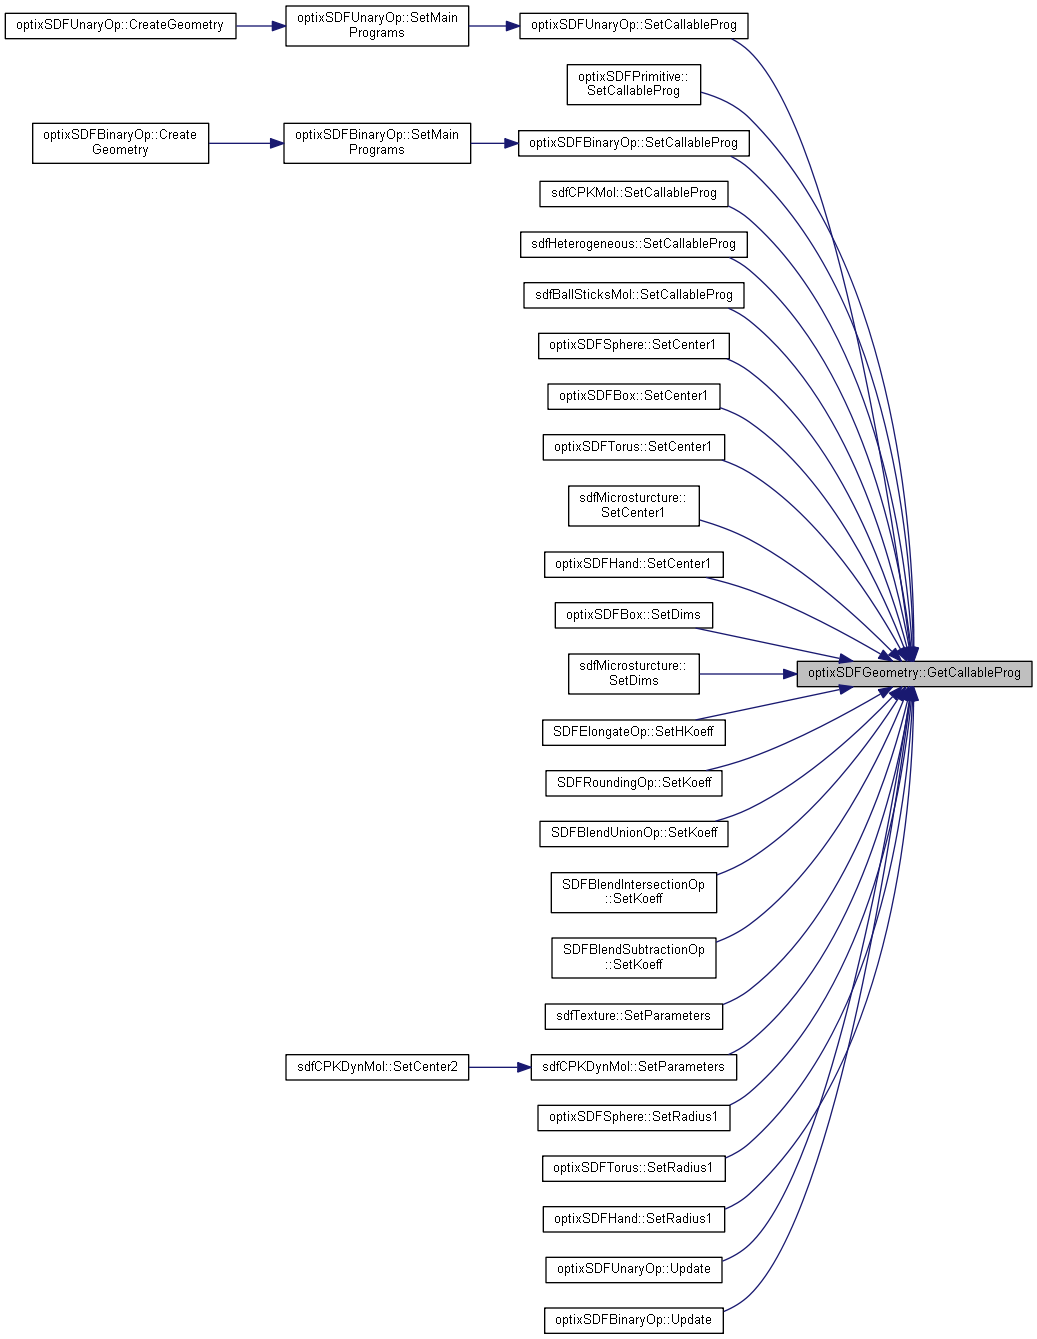 optixSDFUnaryOp::CreateGeometry
optixSDFUnaryOp::SetMain
Programs
optixSDFUnaryOp::SetCallableProg
optixSDFPrimitive::
SetCallableProg
optixSDFBinaryOp::Create
Geometry
optixSDFBinaryOp::SetMain
Programs
optixSDFBinaryOp::SetCallableProg
sdfCPKMol::SetCallableProg
sdfHeterogeneous::SetCallableProg
sdfBallSticksMol::SetCallableProg
optixSDFSphere::SetCenter1
optixSDFBox::SetCenter1
optixSDFTorus::SetCenter1
sdfMicrosturcture::
SetCenter1
optixSDFHand::SetCenter1
optixSDFBox::SetDims
sdfMicrosturcture::
SetDims
optixSDFGeometry::GetCallableProg
SDFElongateOp::SetHKoeff
SDFRoundingOp::SetKoeff
SDFBlendUnionOp::SetKoeff
SDFBlendIntersectionOp
::SetKoeff
SDFBlendSubtractionOp
::SetKoeff
sdfTexture::SetParameters
sdfCPKDynMol::SetCenter2
sdfCPKDynMol::SetParameters
optixSDFSphere::SetRadius1
optixSDFTorus::SetRadius1
optixSDFHand::SetRadius1
optixSDFUnaryOp::Update
optixSDFBinaryOp::Update